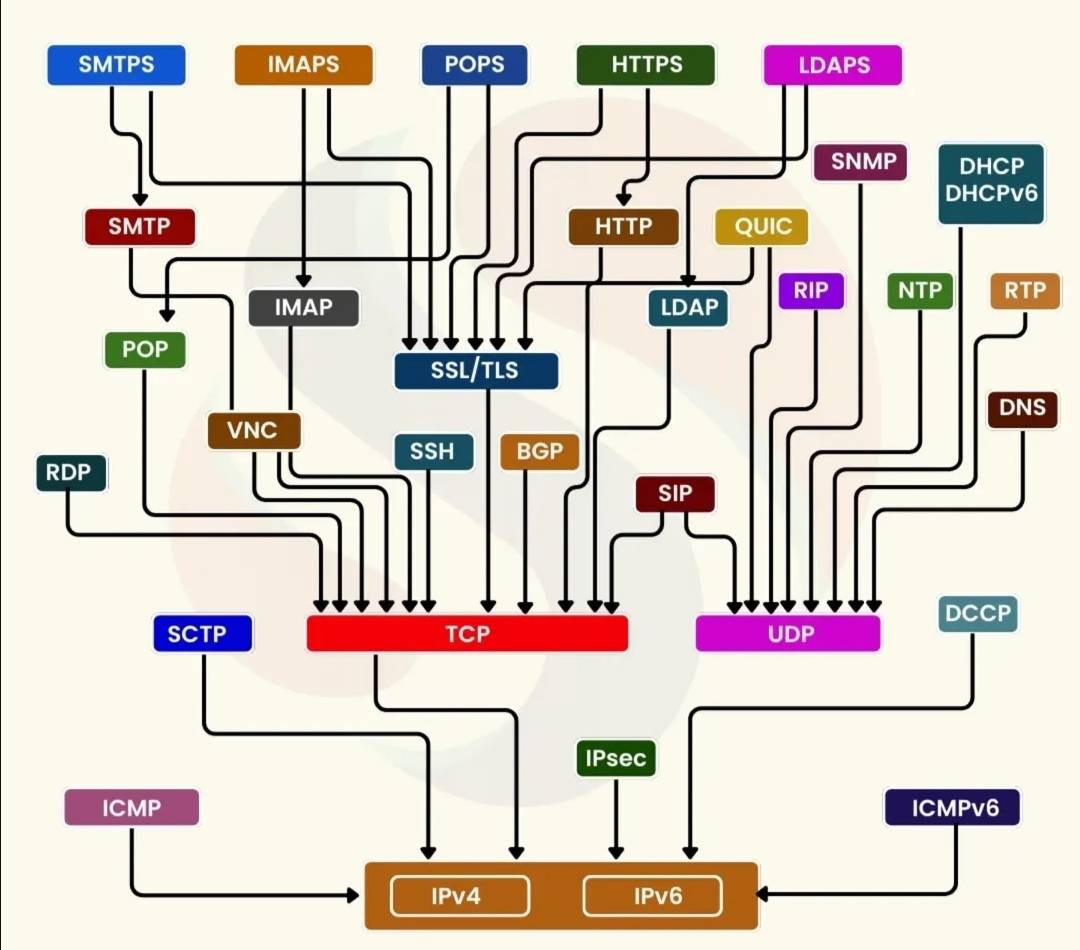 SMTPS
IMAPS
POPS
HTTPS
LDAPS
SNMP
DHCP
DHCPv6
SMTP
HTTP
QUIC
IMAP
LDAP
RIP
NTP
RTP
POP
SSL/TLS
DNS
VNC
SSH
BGP
RDP
SIP
SCTP
TCP
UDP
DCCP
IPsec
ICMP
ICMPv6
IPv4
IPv6